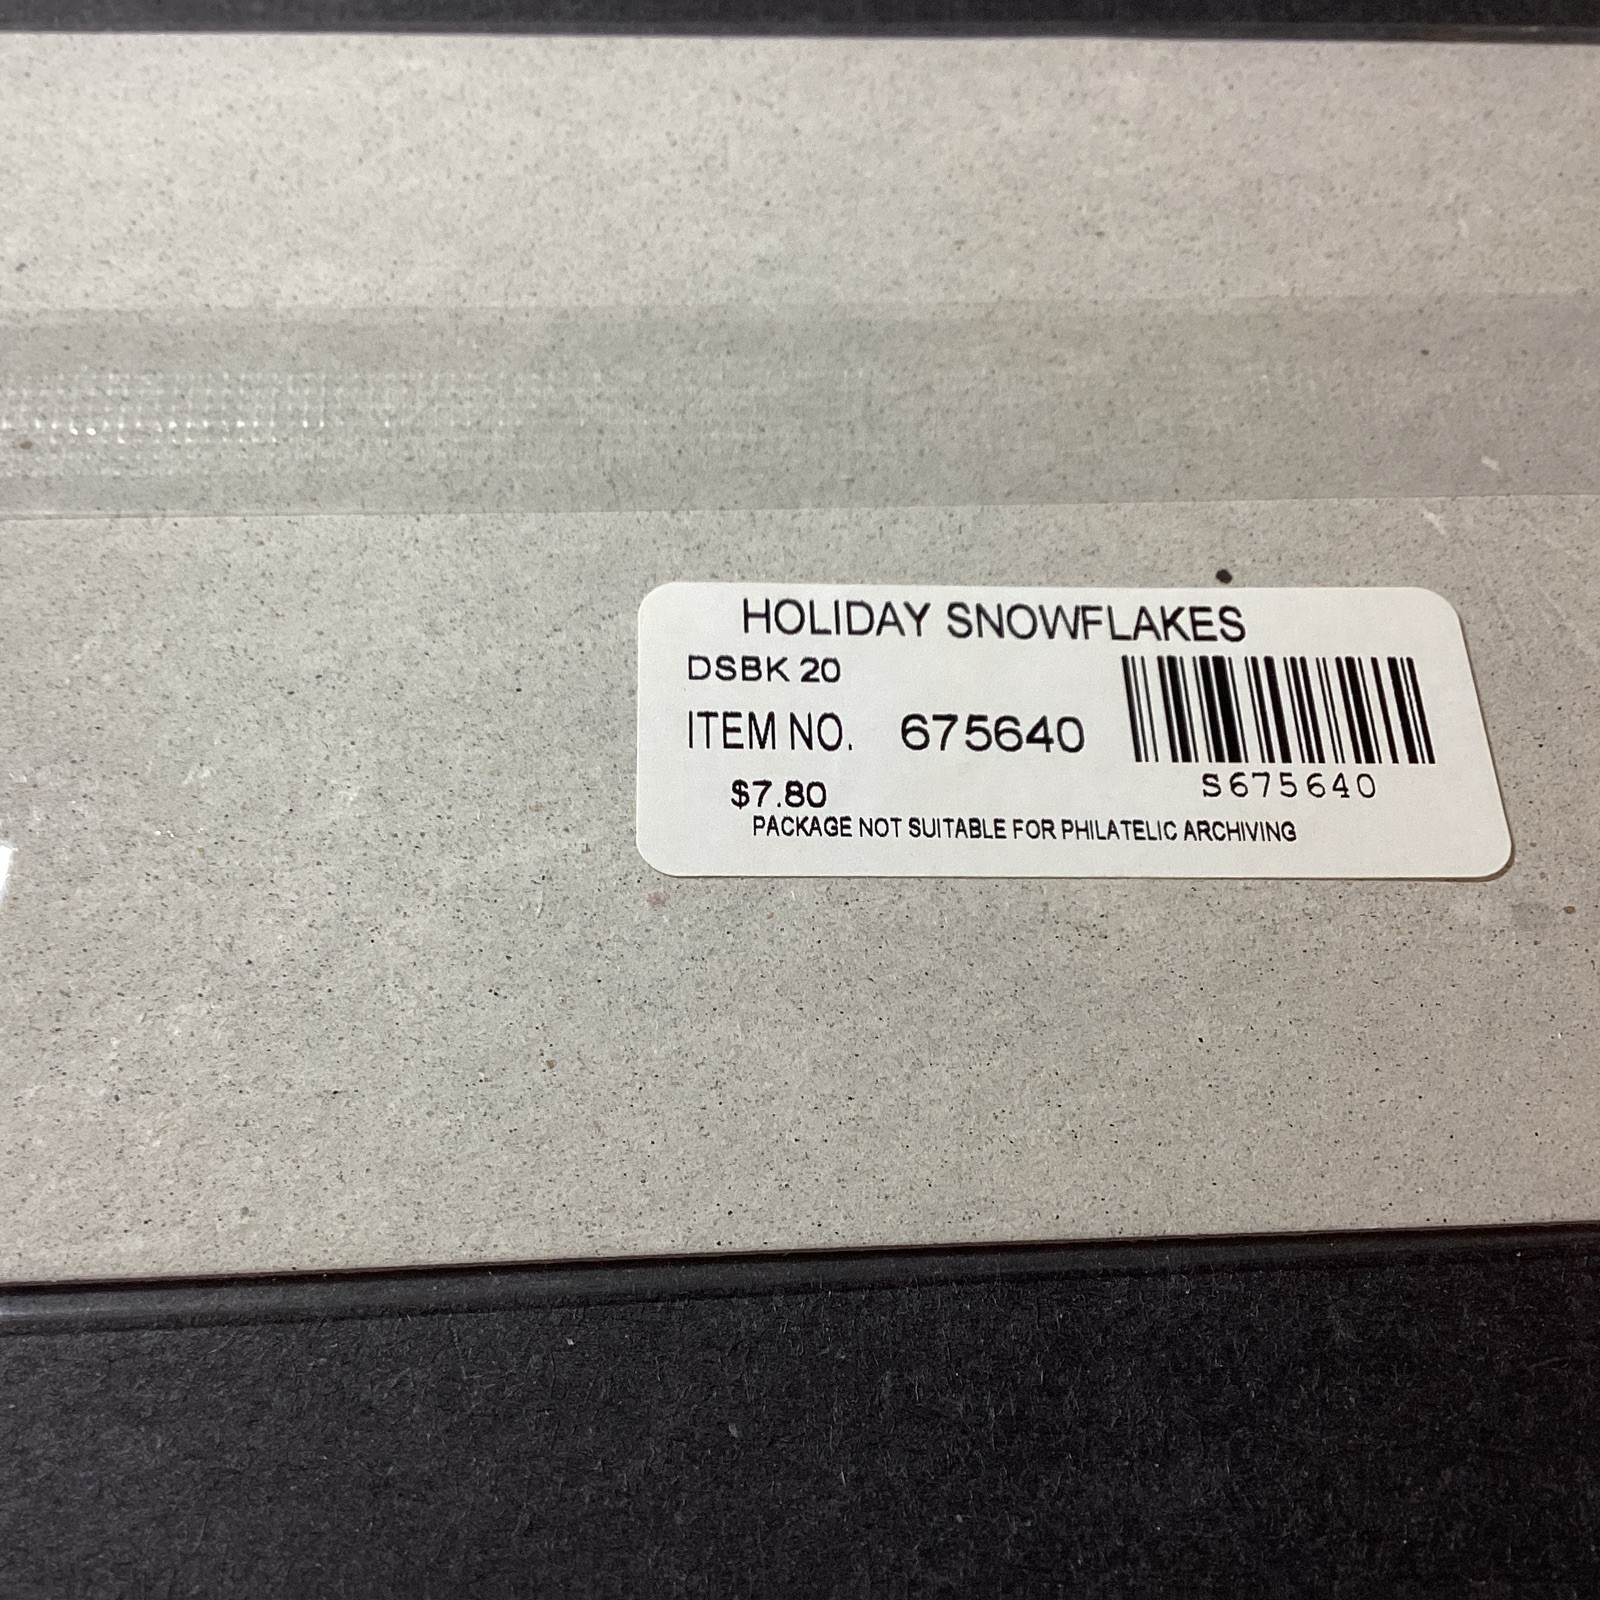 HOLIDAY SNOWFLAKES
DSBK 20
ITEM NO. 675640
S675640
$7.80
PACKAGE NOT SUITABLE FOR PHILATELIC ARCHIVING